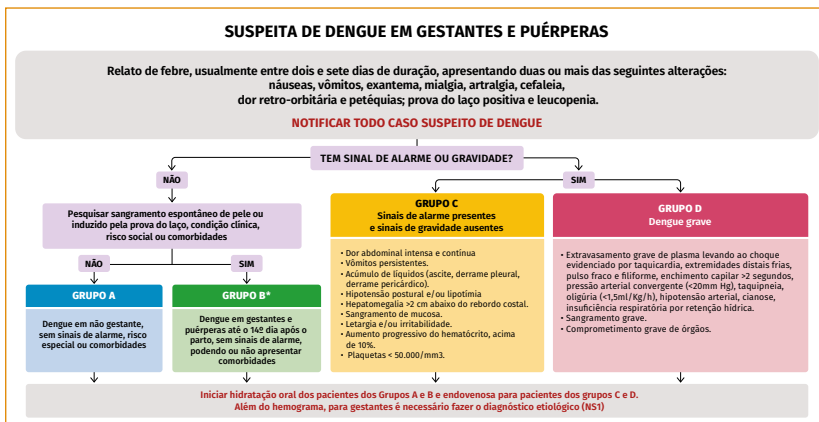 SUSPEITA DE DENGUE EM GESTANTES E PUÉRPERAS
Relato de febre, usualmente entre dois e sete dias de duração, apresentando duas ou mais das seguintes alterações:
náuseas, vômitos, exantema, mialgia, artralgia, cefaleia,
dor retro-orbitária e petéquias; prova do laço positiva e leucopenia.
NOTIFICAR TODO CASO SUSPEITO DE DENGUE
TEM SINAL DE ALARME OU GRAVIDADE?
NÃO
SIM
Pesquisar sangramento espontâneo de pele ou
induzido pela prova do laço, condição clínica,
risco social ou comorbidades
NÃO
SIM
GRUPO A
Dengue em não gestante,
sem sinais de alarme, risco
especial ou comorbidades
GRUPO B*
Dengue em gestantes e
puérperas até o 14º dia após o
parto, sem sinais de alarme,
podendo ou não apresentar
comorbidades
GRUPO C
Sinais de alarme presentes
e sinais de gravidade ausentes
• Dor abdominal intensa e contínua
• Vômitos persistentes.
• Acúmulo de líquidos (ascite, derrame pleural,
derrame pericárdico).
• Hipotensão postural e/ou lipotímia
• Hepatomegalia >2 cm abaixo do rebordo costal.
• Sangramento de mucosa.
• Letargia e/ou irritabilidade.
• Aumento progressivo do hematócrito, acima
de 10%.
• Plaquetas < 50.000/mm3.
GRUPO D
Dengue grave
• Extravasamento grave de plasma levando ao choque
evidenciado por taquicardia, extremidades distais frias,
pulso fraco e filiforme, enchimento capilar >2 segundos,
pressão arterial convergente (<20mm Hg), taquipneia,
oligúria (<1,5ml/Kg/h), hipotensão arterial, cianose,
insuficiência respiratória por retenção hídrica.
• Sangramento grave.
• Comprometimento grave de órgãos.
Iniciar hidratação oral dos pacientes dos Grupos A e B e endovenosa para pacientes dos grupos C e D.
Além do hemograma, para gestantes é necessário fazer o diagnóstico etiológico (NS1)